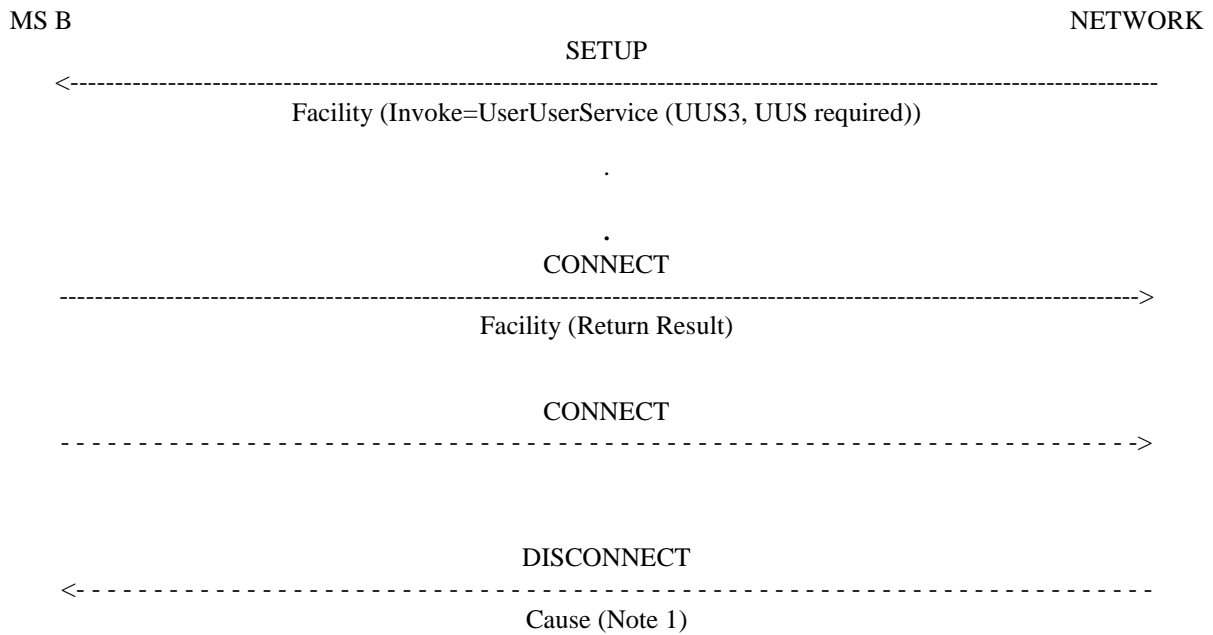 MS B NETWORK
SETUP
<--------------------------------------------------------------------------------------------------------------------------
Facility (Invoke=UserUserService (UUS3, UUS required))
.
.
CONNECT
------------------------------------------------------------------------------------------------------------------------->
Facility (Return Result)
CONNECT
- - - - - - - - - - - - - - - - - - - - - - - - - - - - - - - - - - - - - - - - - - - - - - - - - - - - - - - - - - - - - - - - - - - - - ->
DISCONNECT
<- - - - - - - - - - - - - - - - - - - - - - - - - - - - - - - - - - - - - - - - - - - - - - - - - - - - - - - - - - - - - - - - - - - - - -
Cause (Note 1)